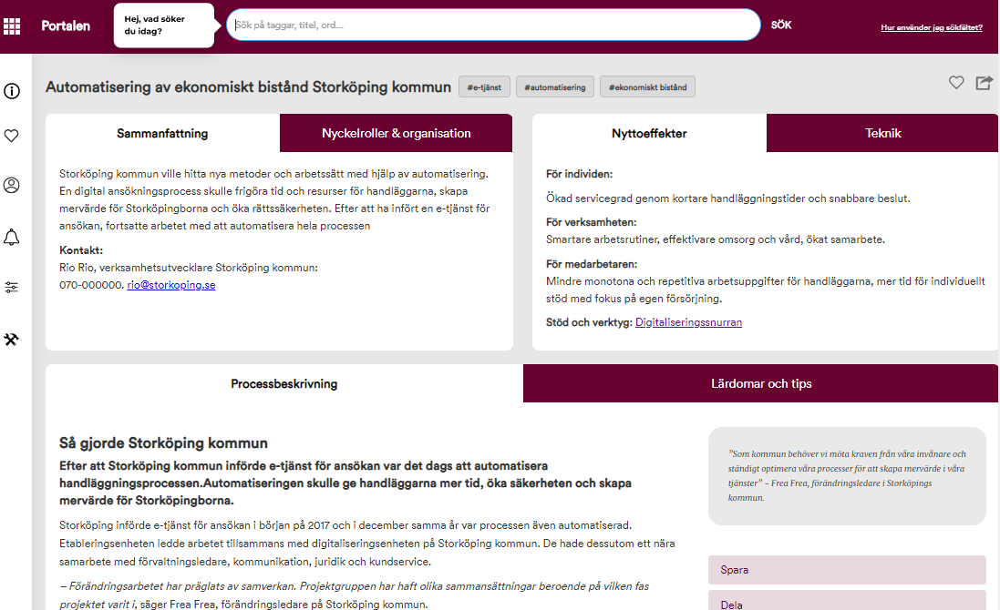 Portalen
Hej, vad söker
du idag?
Sök på taggar, titel, ord...
SÖK
Hur använder jag sökfältet?
Automatisering av ekonomiskt bistånd Storköping kommun
#e-tjänst
#automatisering
#ekonomiskt bistånd
Sammanfattning
Nyckelroller & organisation
Storköping kommun ville hitta nya metoder och arbetssätt med hjälp av automatisering.
En digital ansökningsprocess skulle frigöra tid och resurser för handläggarna, skapa
mervärde för Storköpingborna och öka rättssäkerheten. Efter att ha infört en e-tjänst för
ansökan, fortsatte arbetet med att automatisera hela processen
Kontakt:
Rio Rio, verksamhetsutvecklare Storköping kommun:
070-000000. rio@storkoping.se
Nyttoeffekter
Teknik
För individen:
Ökad servicegrad genom kortare handläggningstider och snabbare beslut.
För verksamheten:
Smartare arbetsrutiner, effektivare omsorg och vård, ökat samarbete.
För medarbetaren:
Mindre monotona och repetitiva arbetsuppgifter för handläggarna, mer tid för individuellt
stöd med fokus på egen försörjning.
Stöd och verktyg: Digitaliseringssnurran
Processbeskrivning
Lärdomar och tips
Så gjorde Storköping kommun
Efter att Storköping kommun införde e-tjänst för ansökan var det dags att automatisera
handläggningsprocessen.Automatiseringen skulle ge handläggarna mer tid, öka säkerheten och skapa
mervärde för Storköpingborna.
Storköping införde e-tjänst för ansökan i början på 2017 och i december samma år var processen även automatiserad.
Etableringsenheten ledde arbetet tillsammans med digitaliseringsenheten på Storköping kommun. De hade dessutom ett nära
samarbete med förvaltningsledare, kommunikation, juridik och kundservice.
– Förändringsarbetet har präglats av samverkan. Projektgruppen har haft olika sammansättningar beroende på vilken fas
projektet varit i, säger Frea Frea, förändringsledare på Storköping kommun.
"Som kommun behöver vi möta kraven från våra invånare och
ständigt optimera våra processer för att skapa mervärde i våra
tjänster" – Frea Frea, förändringsledare i Storköpings
kommun.
Spara
Dela